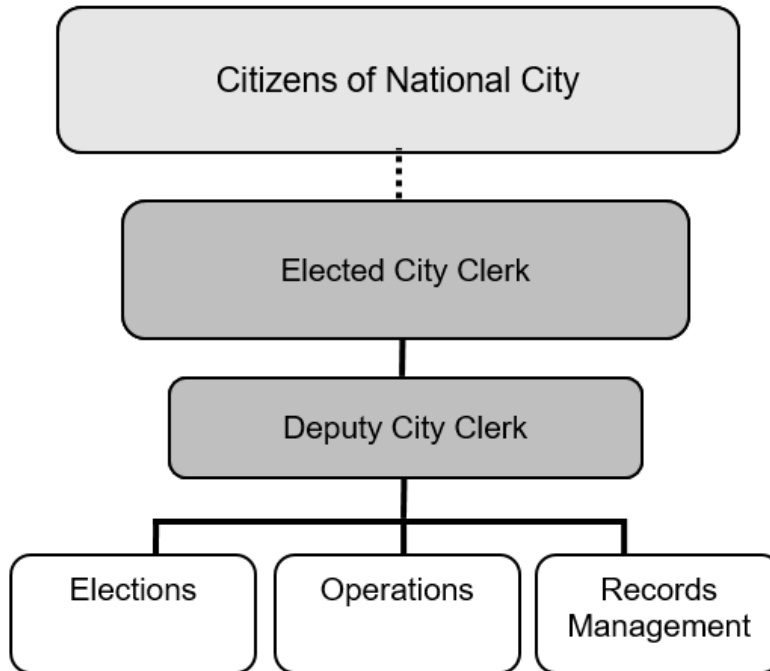 Citizens of National City
Elected City Clerk
Deputy City Clerk
Elections
Operations
Records
Management